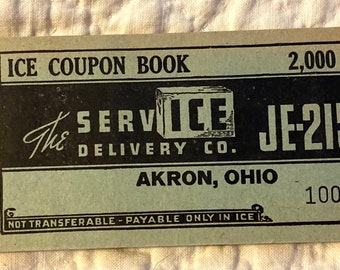 ICE COUPON BOOK 2,000
The SERVICE JE-215
DELIVERY CO.
AKRON, OHIO
100
NOT TRANSFERABLE - PAYABLE ONLY IN ICE